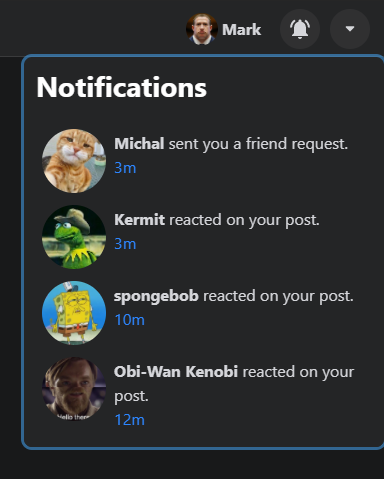 Mark
Notifications
Michal sent you a friend request.
3m
Kermit reacted on your post.
3m
spongebob reacted on your post.
10m
Obi-Wan Kenobi reacted on your
post.
Hello there
12m